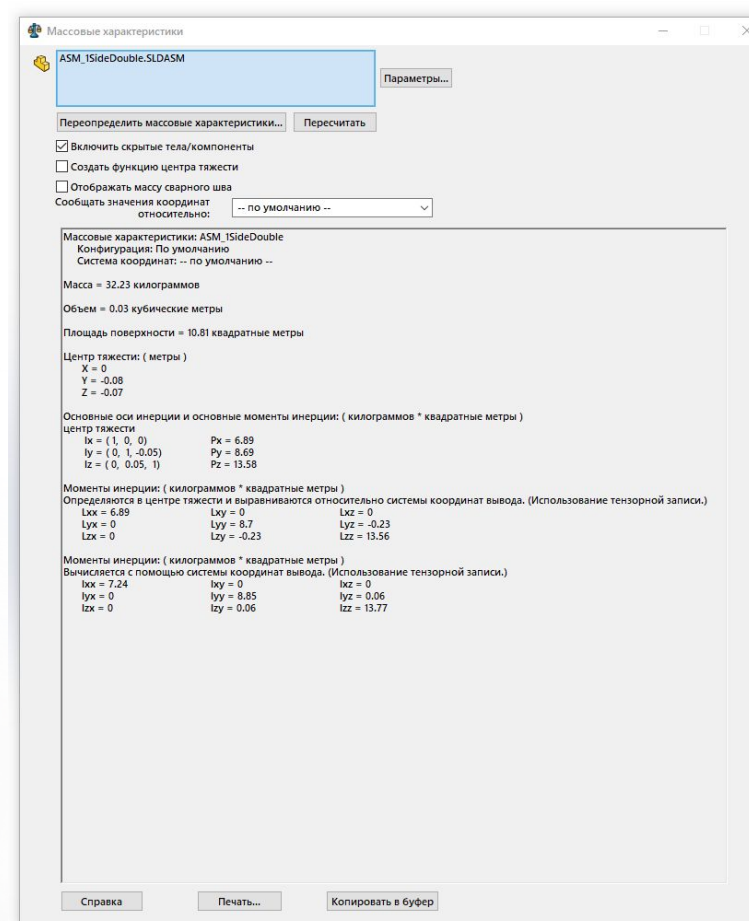 Массовые характеристики
ASM_1SideDouble.SLDASM
Параметры...
Переопределить массовые характеристики...
Пересчитать
Включить скрытые тела/компоненты
Создать функцию центра тяжести
Отображать массу сварного шва
Сообщать значения координат
относительно:
-- по умолчанию --
Массовые характеристики: ASM_1SideDouble
Конфигурация: По умолчанию
Система координат: -- по умолчанию --
Масса = 32.23 килограммов
Объем = 0.03 кубические метры
Площадь поверхности = 10.81 квадратные метры
Центр тяжести: ( метры )
X = 0
Y = -0.08
Z = -0.07
Основные оси инерции и основные моменты инерции: ( килограммов * квадратные метры )
центр тяжести
Ix = ( 1, 0, 0) Px = 6.89
Iy = ( 0, 1, -0.05) Py = 8.69
Iz = ( 0, 0.05, 1) Pz = 13.58
Моменты инерции: ( килограммов * квадратные метры )
Определяются в центре тяжести и выравниваются относительно системы координат вывода. (Использование тензорной записи.)
Lxx = 6.89 Lxy = 0 Lxz = 0
Lyx = 0 Lyy = 8.7 Lyz = -0.23
Lzx = 0 Lzy = -0.23 Lzz = 13.56
Моменты инерции: ( килограммов * квадратные метры )
Вычисляется с помощью системы координат вывода. (Использование тензорной записи.)
Ixx = 7.24 Ixy = 0 Ixz = 0
Iyx = 0 Iyy = 8.85 Iyz = 0.06
Izx = 0 Izy = 0.06 Izz = 13.77
Справка
Печать...
Копировать в буфер